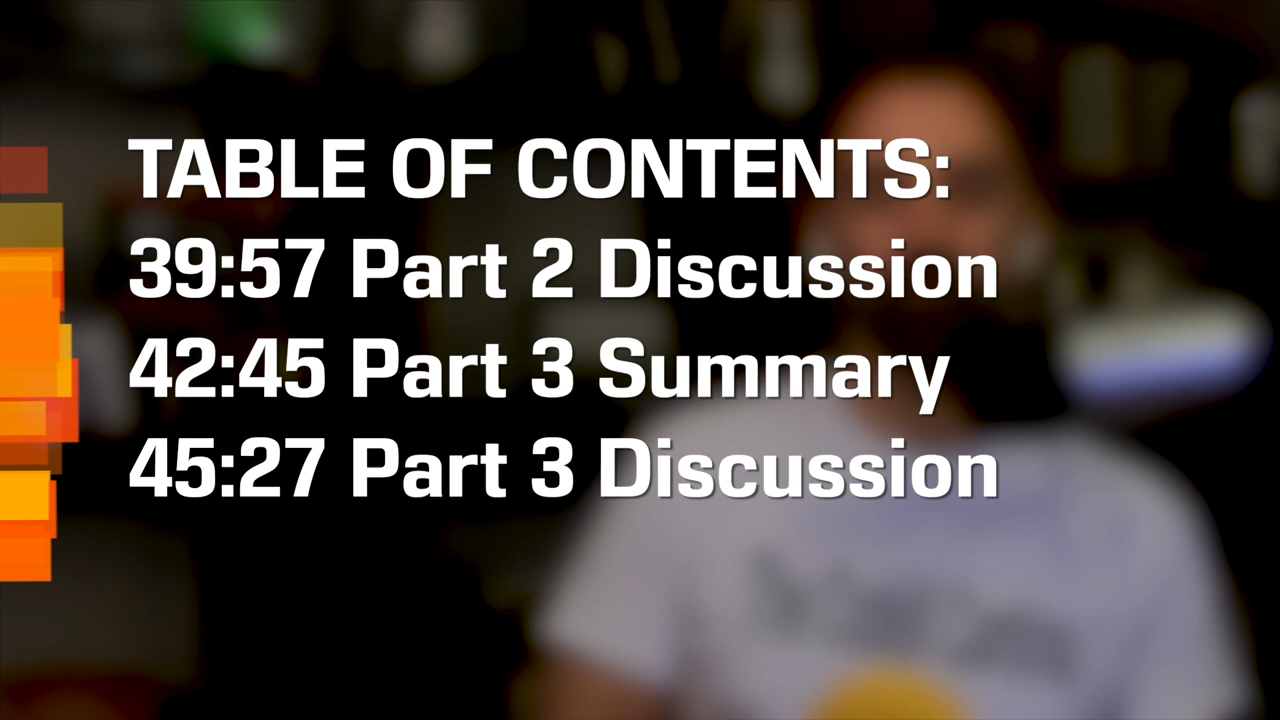 TABLE OF CONTENTS:
39:57 Part 2 Discussion
42:45 Part 3 Summary
45:27 Part 3 Discussion